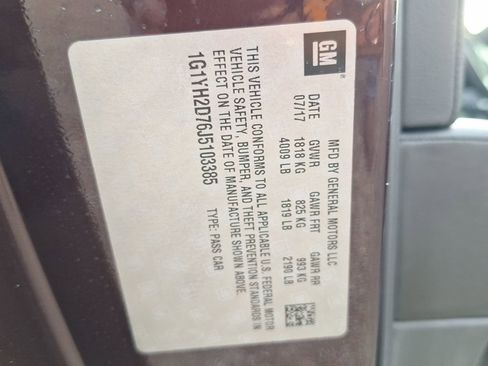 GM
MFD BY GENERAL MOTORS LLC
DATE GVWR GAWR FRT GAWR RR
07/17 1818 KG 825 KG 993 KG
4009 LB 1819 LB 2190 LB
THIS VEHICLE CONFORMS TO ALL APPLICABLE U.S. FEDERAL MOTOR
VEHICLE SAFETY, BUMPER, AND THEFT PREVENTION STANDARDS IN
EFFECT ON THE DATE OF MANUFACTURE SHOWN ABOVE.
1G1YH2D76J5103385 TYPE: PASS CAR